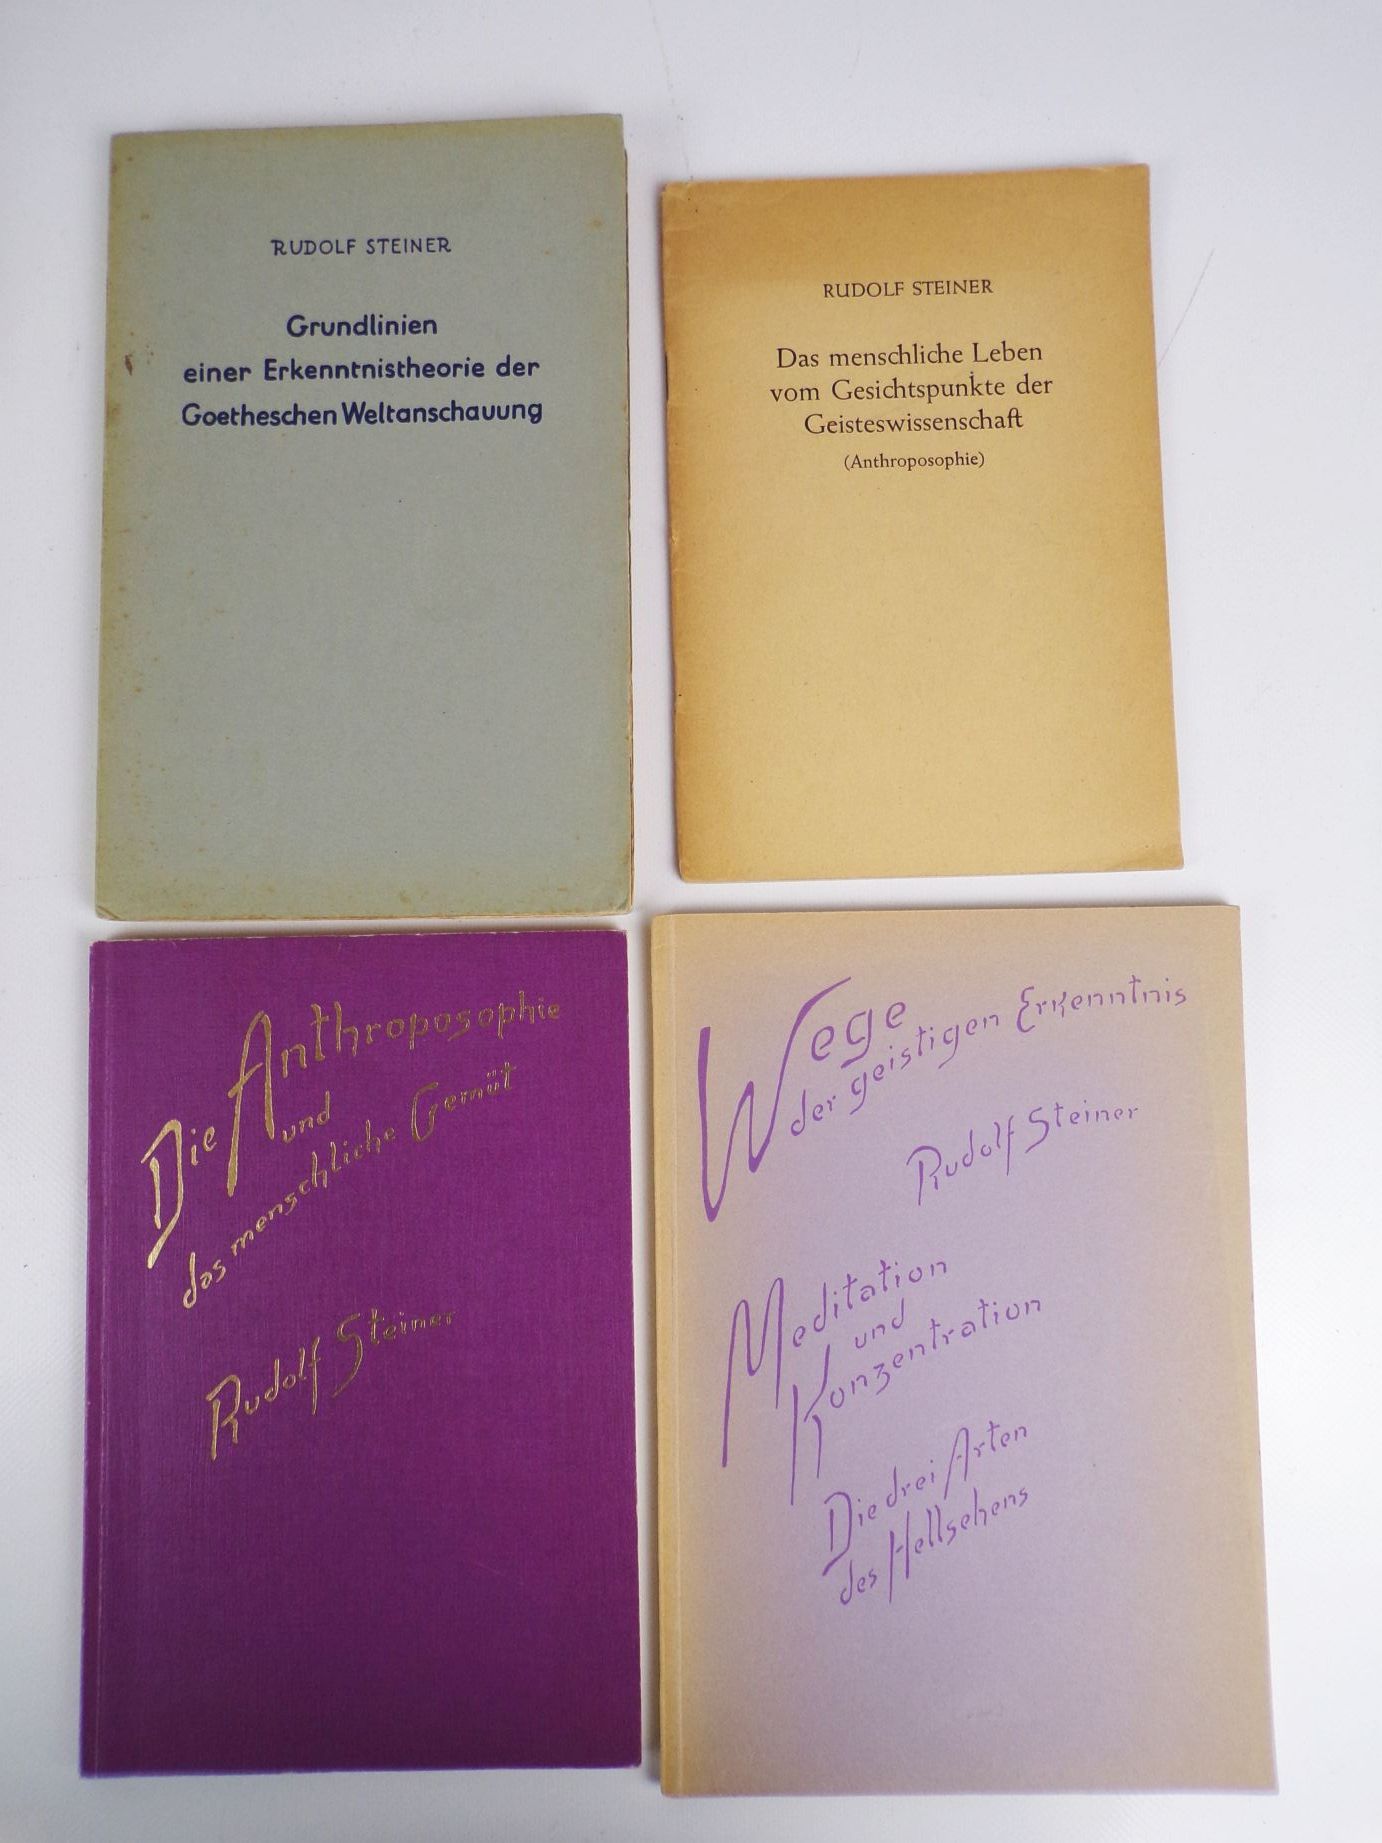 RUDOLF STEINER
Grundlinien
einer Erkenntnistheorie der
Goetheschen Weltanschauung
RUDOLF STEINER
Das menschliche Leben
vom Gesichtspunkte der
Geisteswissenschaft
(Anthroposophie)
Die Anthroposophie
und
das menschliche Gemüt
Rudolf Steiner
Wege
der geistigen Erkenntnis
Rudolf Steiner
Meditation
und
Konzentration
Die drei Arten
des Hellsehens